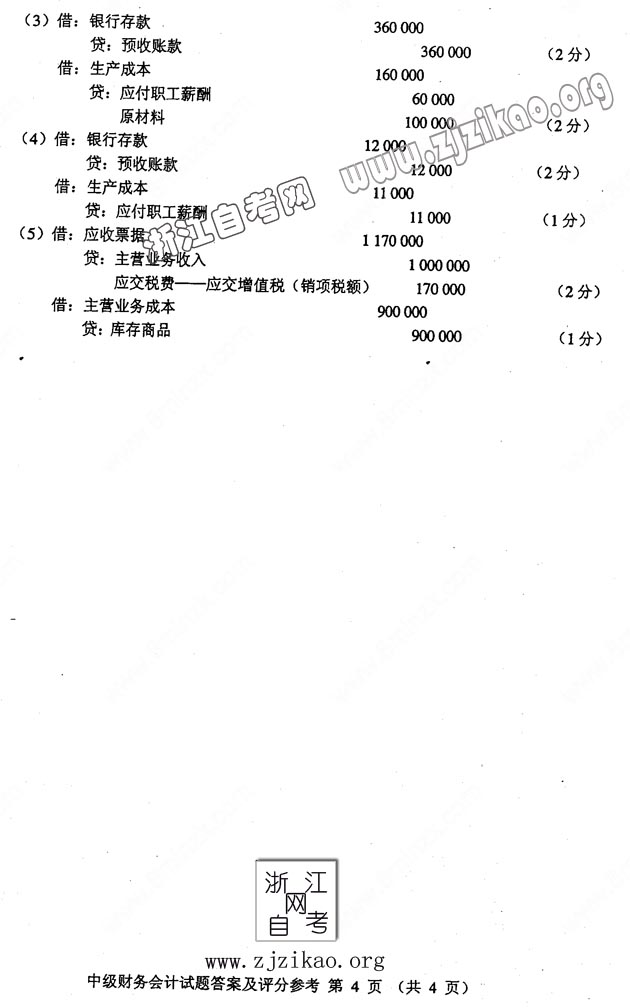 （3）借：银行存款 360 000
贷：预收账款 360 000 （2 分）
借：生产成本 160 000
贷：应付职工薪酬 60 000
原材料 100 000 （2 分）
（4）借：银行存款 12 000
贷：预收账款 12 000 （2 分）
借：生产成本 11 000
贷：应付职工薪酬 11 000 （1 分）
（5）借：应收票据 1 170 000
贷：主营业务收入 1 000 000
应交税费——应交增值税（销项税额） 170 000 （2 分）
借：主营业务成本 900 000
贷：库存商品 900 000 （1 分）
浙江自考网 www.zjzikao.org
浙江
网
自考
www.zjzikao.org
中级财务会计试题答案及评分参考 第 4 页 （共 4 页）